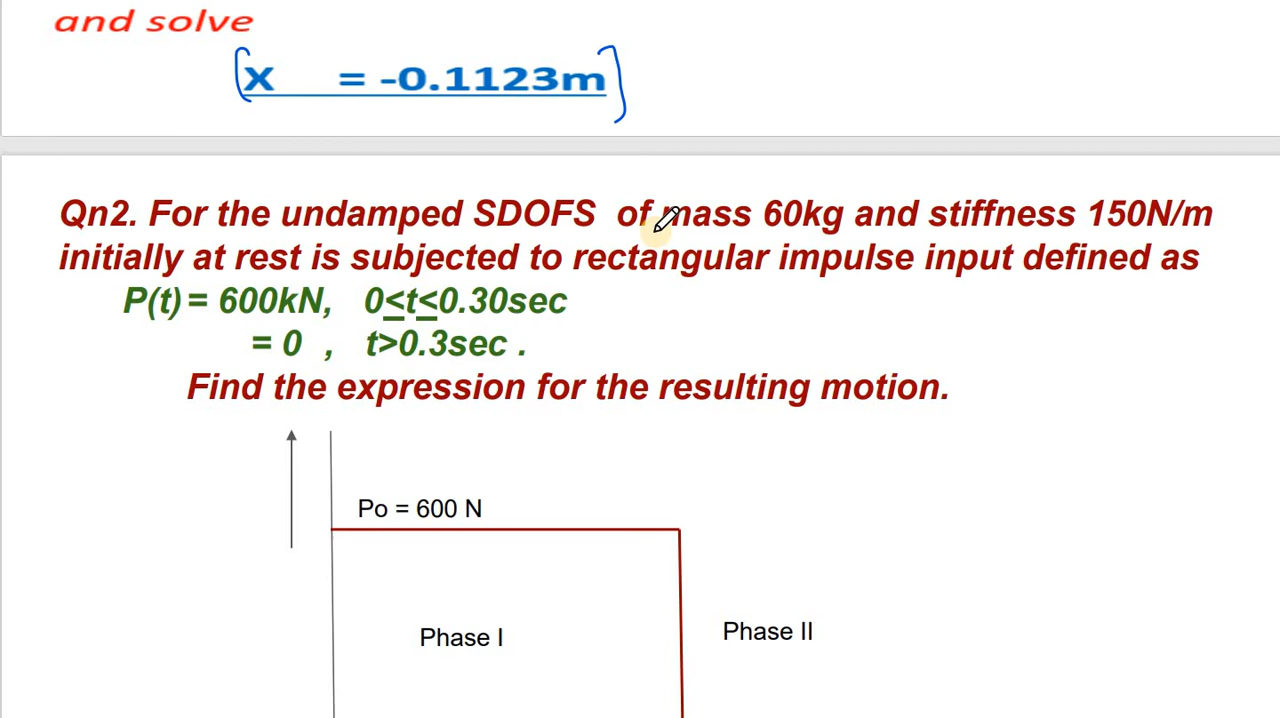 and solve
x = -0.1123m
Qn2. For the undamped SDOFS of mass 60kg and stiffness 150N/m
initially at rest is subjected to rectangular impulse input defined as
P(t) = 600kN, 0≤t≤0.30sec
= 0 , t>0.3sec .
Find the expression for the resulting motion.
Po = 600 N
Phase I
Phase II